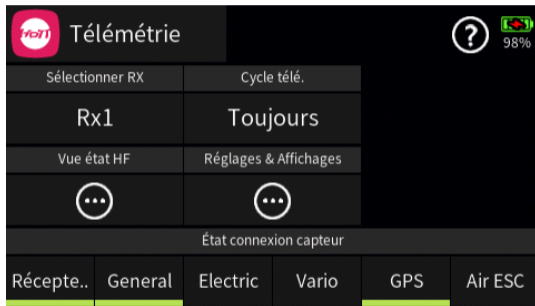 HoTT Télémétrie ?
98%
Sélectionner RX Cycle télé.
Rx1 Toujours
Vue état HF Réglages & Affichages
État connexion capteur
Récepte.. General Electric Vario GPS Air ESC